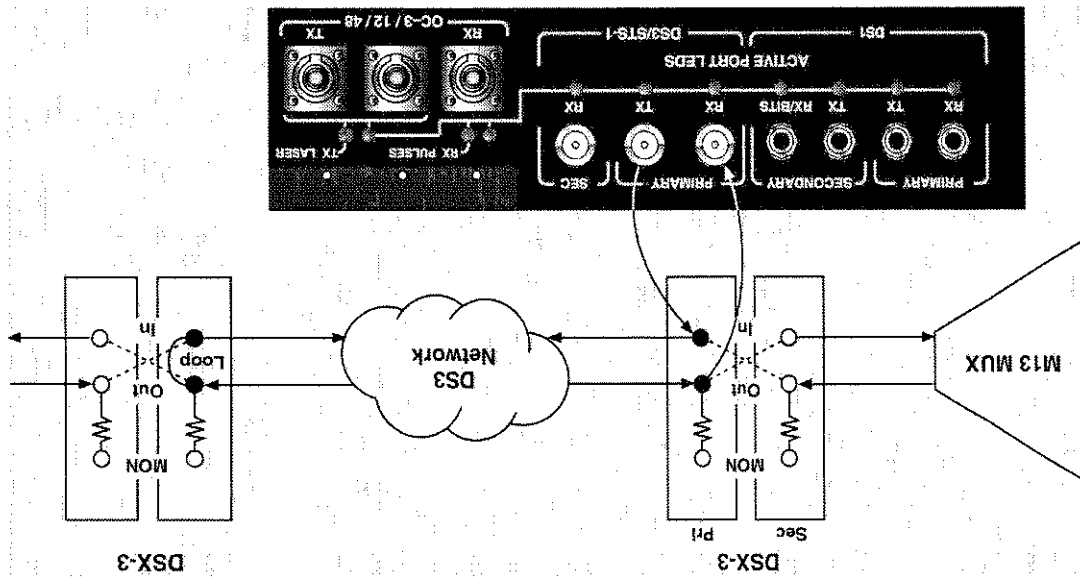 DSX-3
DSX-3
Sec
Pri
MON
MON
M13 MUX
Out
In
DS3
Network
Out
Loop
In
PRIMARY
SECONDARY
PRIMARY
SEC
RX PULSES
TX LASER
RX
TX
TX
RX/BITS
RX
TX
RX
ACTIVE PORT LEDS
DS1
DS3/STS-1
RX
TX
OC-3 / 12 / 48